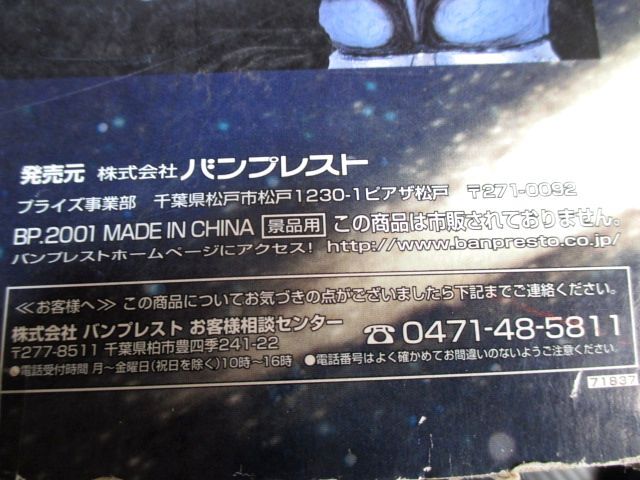 発売元 株式会社 バンプレスト
プライズ事業部 千葉県松戸市松戸1230-1ピアザ松戸 〒271-0092
BP.2001 MADE IN CHINA 景品用 この商品は市販されておりません。
バンプレストホームページにアクセス! http://www.banpresto.co.jp/
≪お客様へ≫ この商品についてお気づきの点がございましたら下記までご連絡ください。
株式会社 バンプレスト お客様相談センター ☎0471-48-5811
〒277-8511 千葉県柏市豊四季241-22
●電話受付時間 月～金曜日(祝日を除く)10時～16時 ●電話番号はよく確かめてお間違いのないようご注意ください。
71837